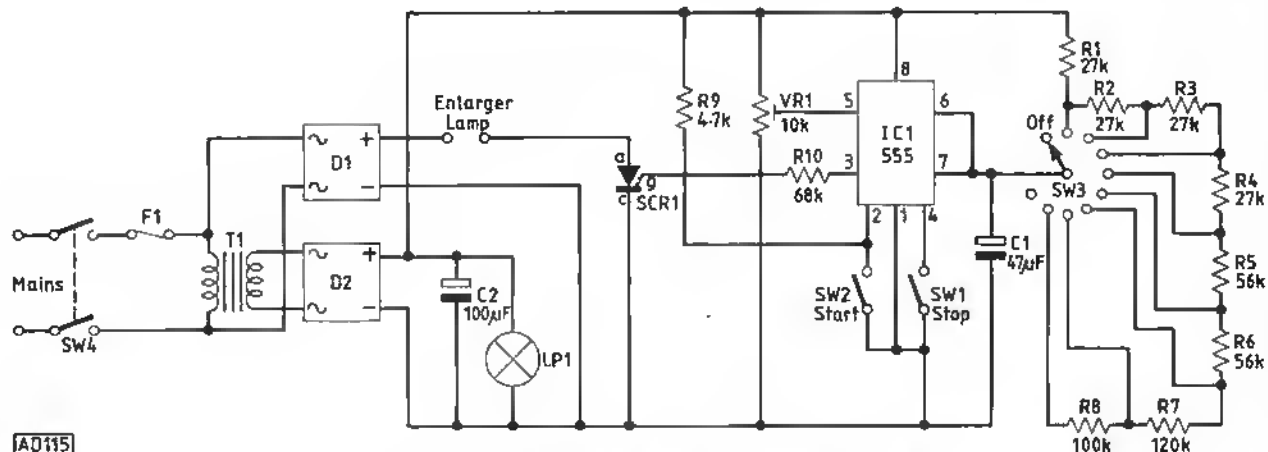 Mains
SW4
F1
T1
D1
+
-
D2
+
-
Enlarger
Lamp
C2
100µF
LP1
a
g
c
SCR1
R9
4·7k
VR1
10k
R10
68k
IC1
555
8
5
6
3
7
2
1
4
SW2
Start
SW1
Stop
C1
47µF
Off
SW3
R1
27k
R2
27k
R3
27k
R4
27k
R5
56k
R6
56k
R8
100k
R7
120k
AD115